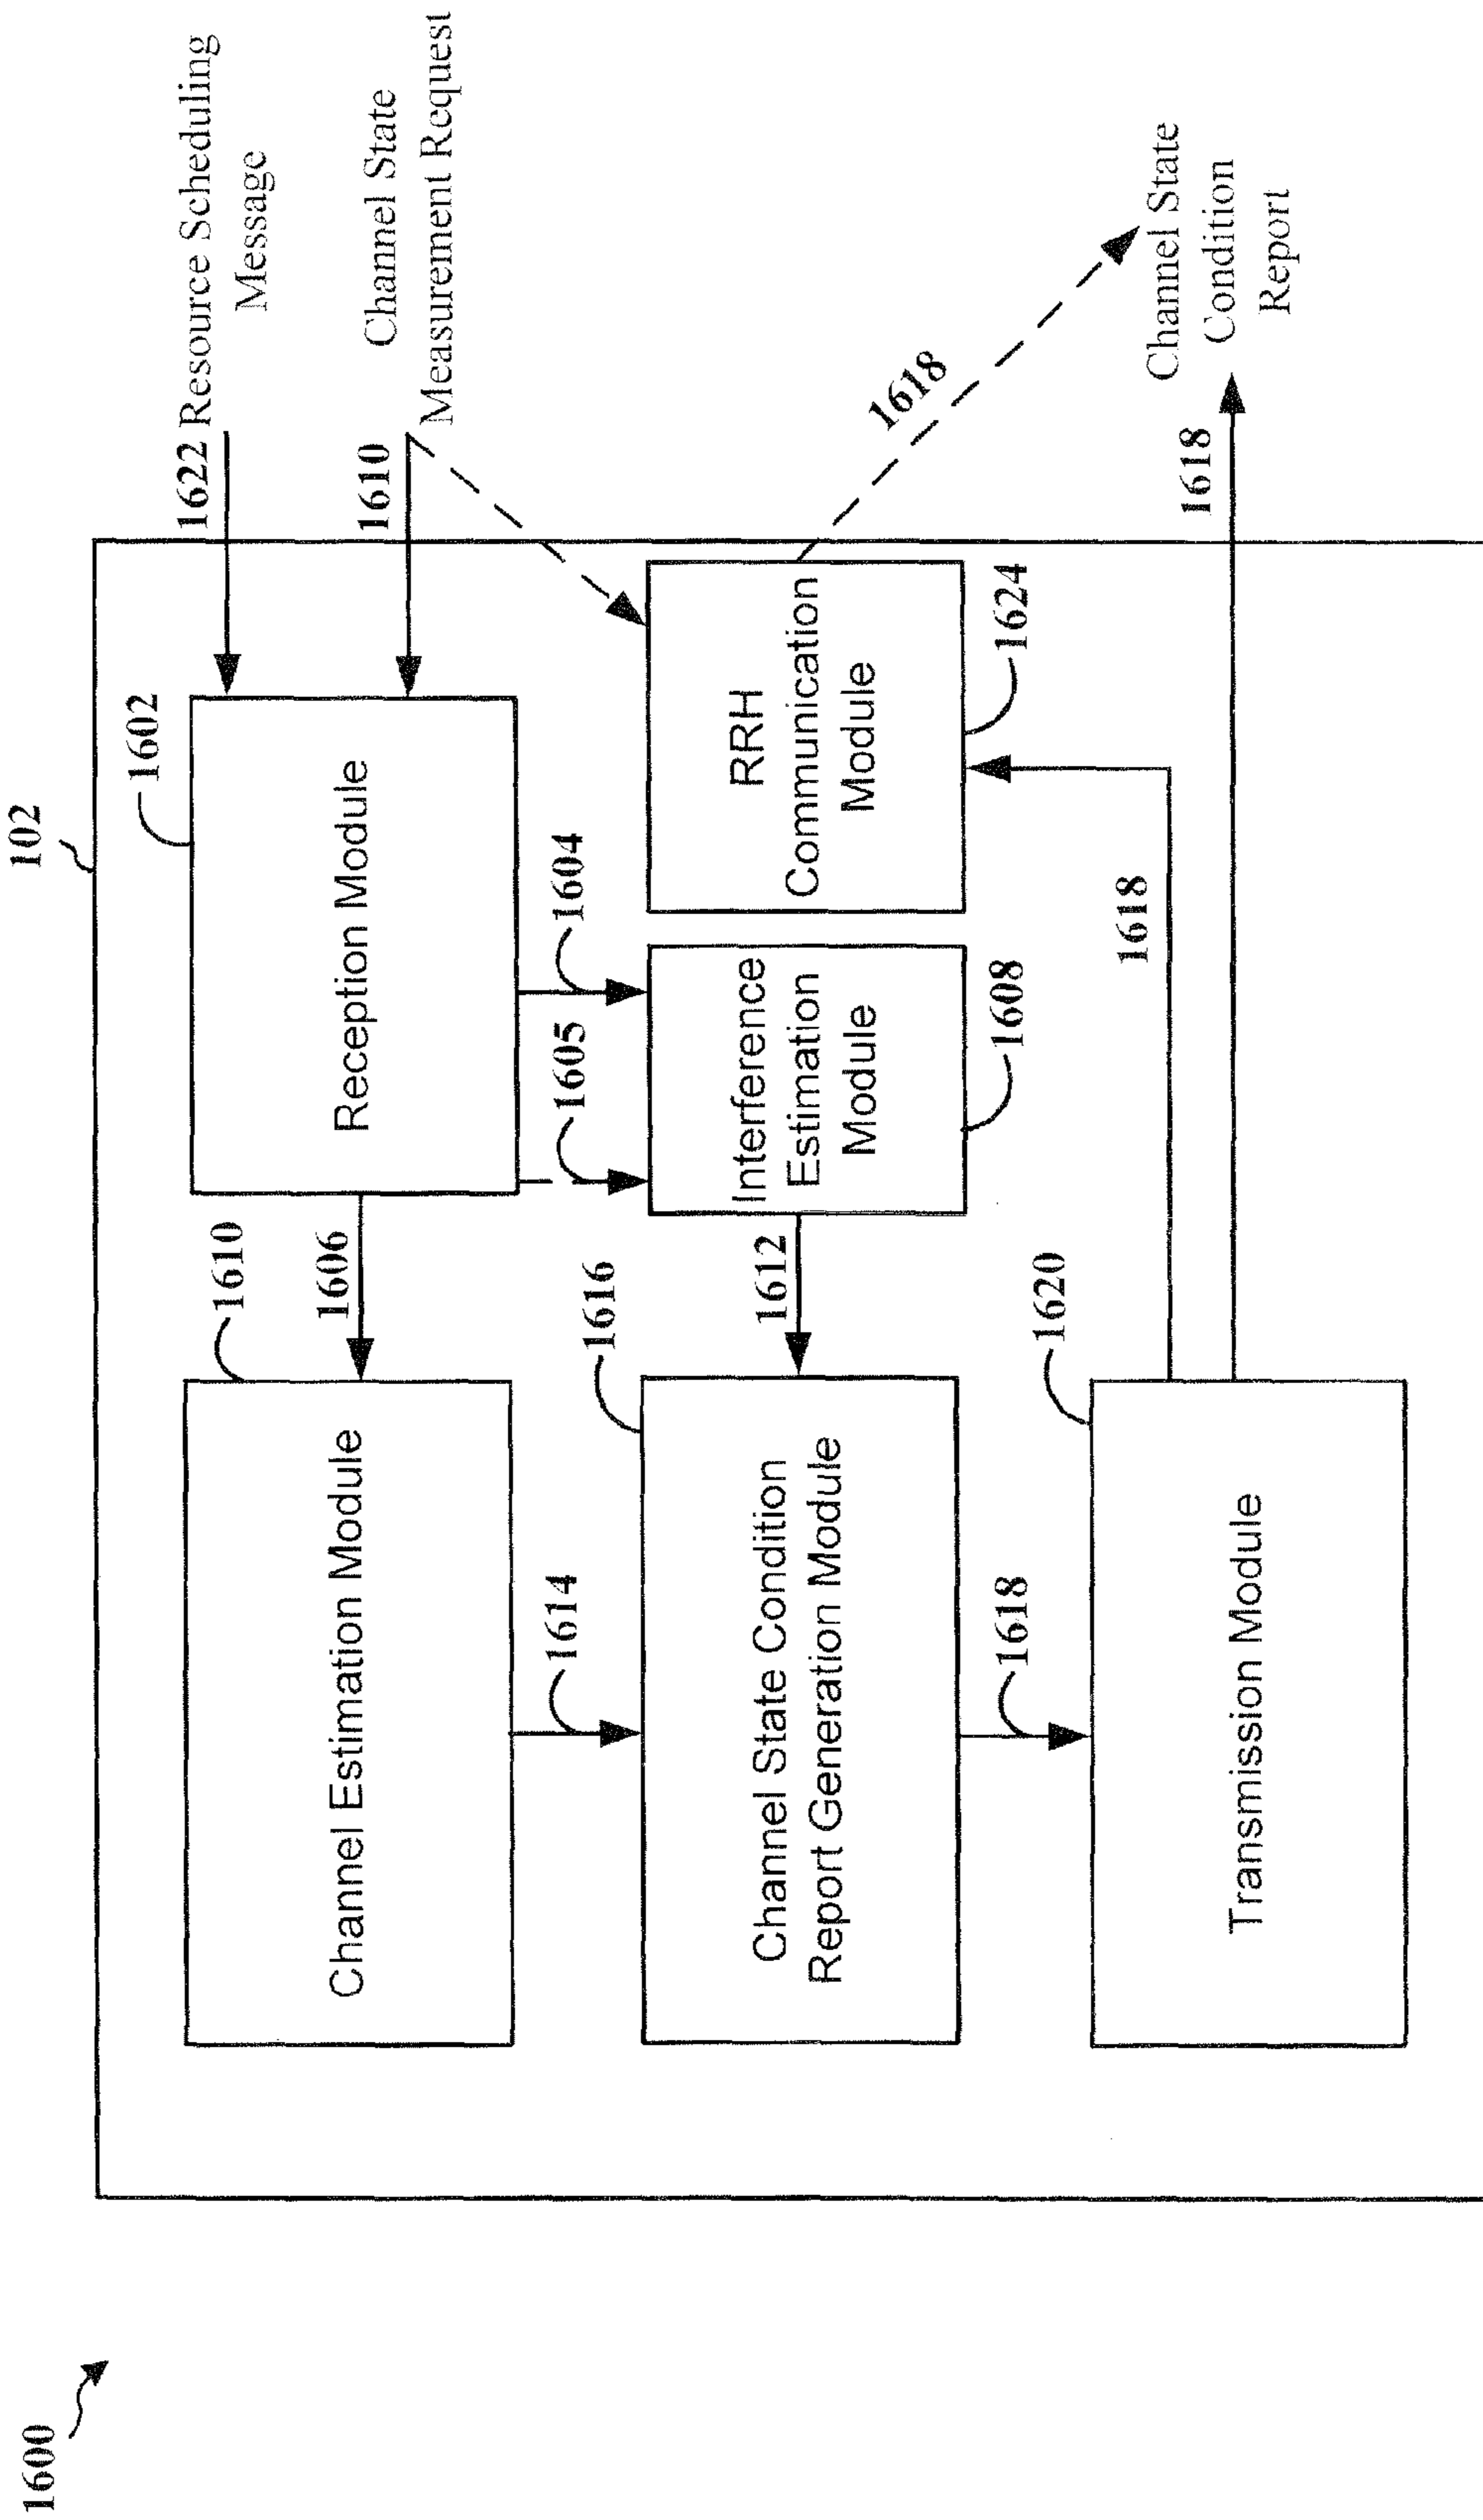 1600
102
1622 Resource Scheduling
Message
1602
Reception Module
1610
Channel State
Measurement Request
1610
Channel Estimation Module
1606
1605
1604
1614
1616
Channel State Condition
Report Generation Module
1612
Interference
Estimation
Module
1608
RRH
Communication
Module
1624
1618
1618
1620
Transmission Module
1618
1618
Channel State
Condition
Report